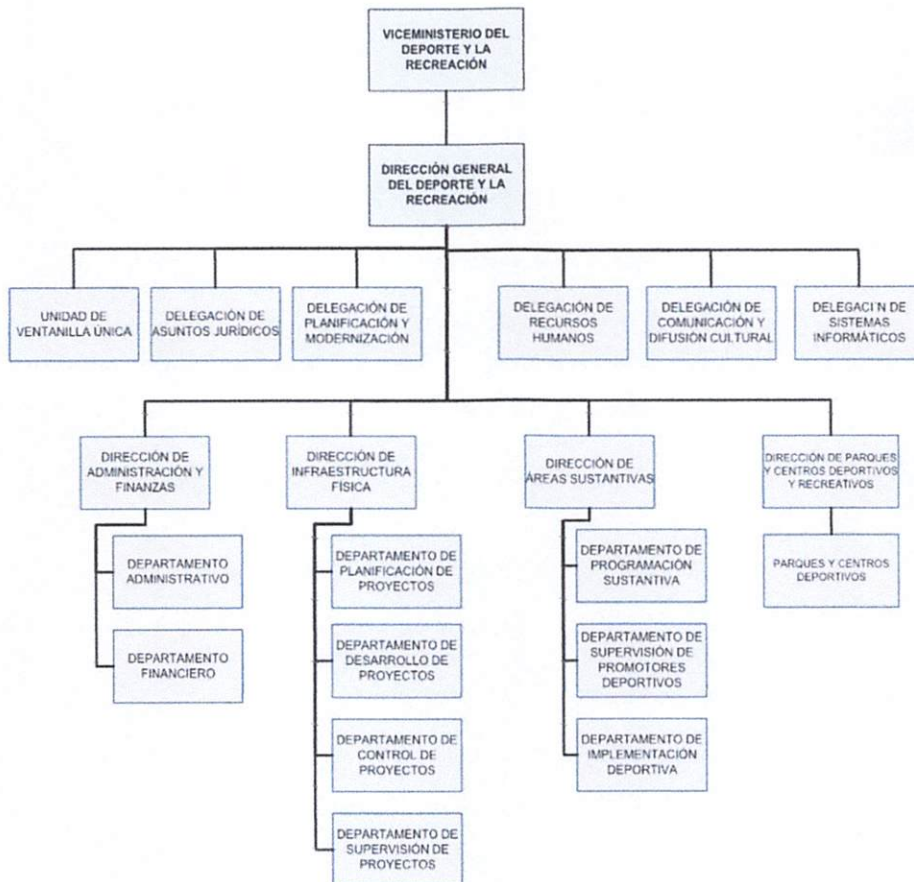 VICEMINISTERIO DEL
DEPORTE Y LA
RECREACIÓN
DIRECCIÓN GENERAL
DEL DEPORTE Y LA
RECREACIÓN
UNIDAD DE
VENTANILLA ÚNICA
DELEGACIÓN DE
ASUNTOS JURÍDICOS
DELEGACIÓN DE
PLANIFICACIÓN Y
MODERNIZACIÓN
DELEGACIÓN DE
RECURSOS
HUMANOS
DELEGACIÓN DE
COMUNICACIÓN Y
DIFUSIÓN CULTURAL
DELEGACI´N DE
SISTEMAS
INFORMÁTICOS
DIRECCIÓN DE
ADMINISTRACIÓN Y
FINANZAS
DIRECCIÓN DE
INFRAESTRUCTURA
FÍSICA
DIRECCIÓN DE
ÁREAS SUSTANTIVAS
DIRECCIÓN DE PARQUES
Y CENTROS DEPORTIVOS
Y RECREATIVOS
DEPARTAMENTO
ADMINISTRATIVO
DEPARTAMENTO
FINANCIERO
DEPARTAMENTO DE
PLANIFICACIÓN DE
PROYECTOS
DEPARTAMENTO DE
DESARROLLO DE
PROYECTOS
DEPARTAMENTO DE
CONTROL DE
PROYECTOS
DEPARTAMENTO DE
SUPERVISIÓN DE
PROYECTOS
DEPARTAMENTO DE
PROGRAMACIÓN
SUSTANTIVA
DEPARTAMENTO DE
SUPERVISIÓN DE
PROMOTORES
DEPORTIVOS
DEPARTAMENTO DE
IMPLEMENTACIÓN
DEPORTIVA
PARQUES Y CENTROS
DEPORTIVOS